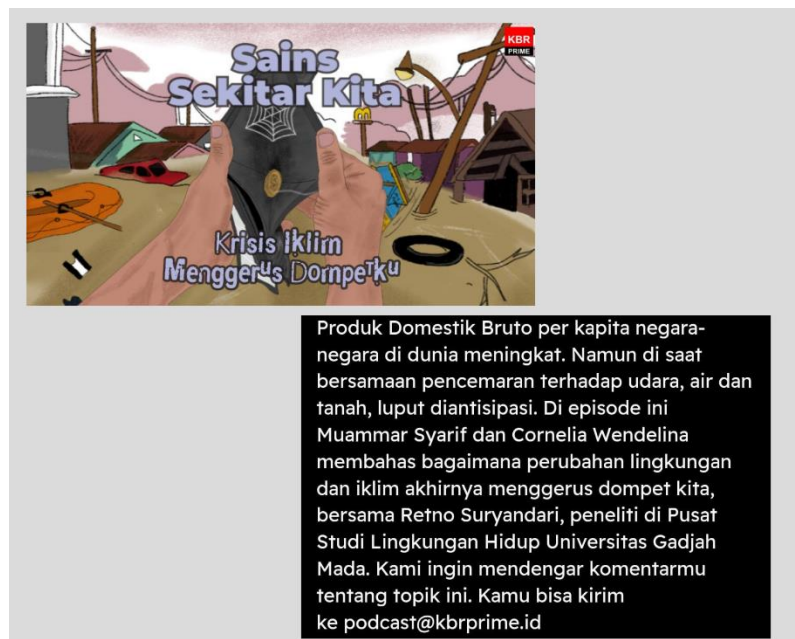 KBR
PRIME
Sains
Sekitar Kita
Krisis Iklim
Menggerus Dompetku
Produk Domestik Bruto per kapita negara-
negara di dunia meningkat. Namun di saat
bersamaan pencemaran terhadap udara, air dan
tanah, luput diantisipasi. Di episode ini
Muammar Syarif dan Cornelia Wendelina
membahas bagaimana perubahan lingkungan
dan iklim akhirnya menggerus dompet kita,
bersama Retno Suryandari, peneliti di Pusat
Studi Lingkungan Hidup Universitas Gadjah
Mada. Kami ingin mendengar komentarmu
tentang topik ini. Kamu bisa kirim
ke podcast@kbrprime.id